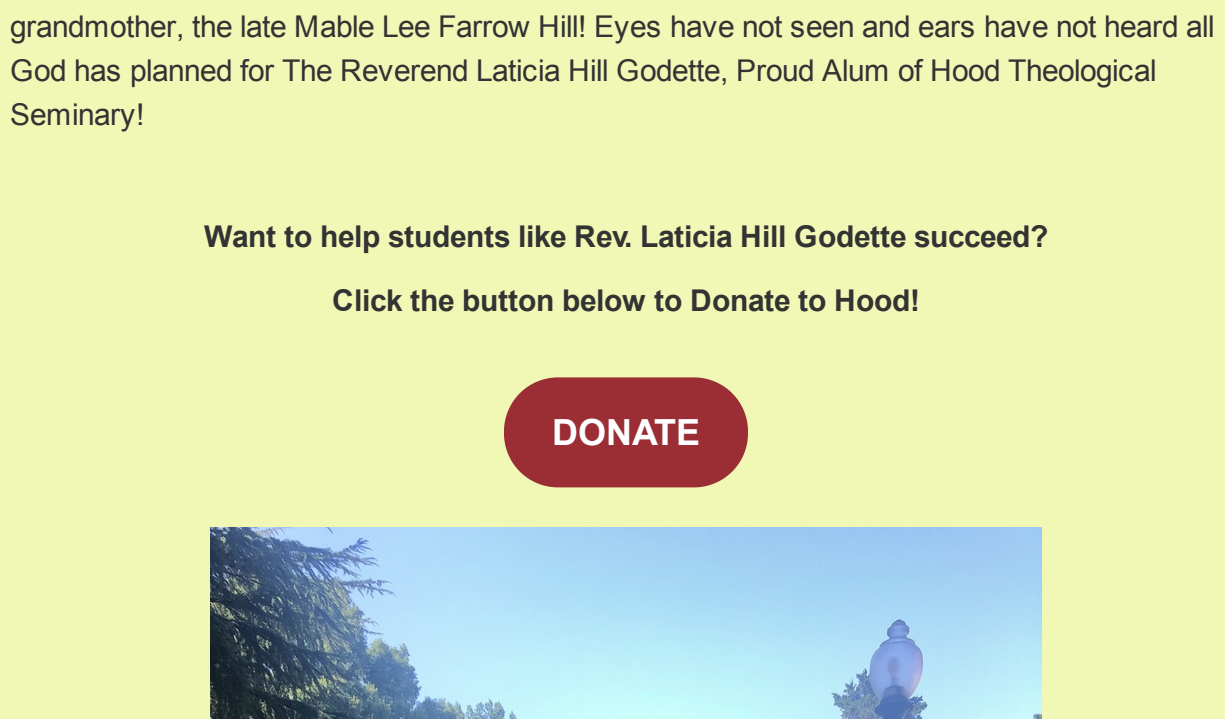 grandmother, the late Mable Lee Farrow Hill! Eyes have not seen and ears have not heard all
God has planned for The Reverend Laticia Hill Godette, Proud Alum of Hood Theological
Seminary!
Want to help students like Rev. Laticia Hill Godette succeed?
Click the button below to Donate to Hood!
DONATE